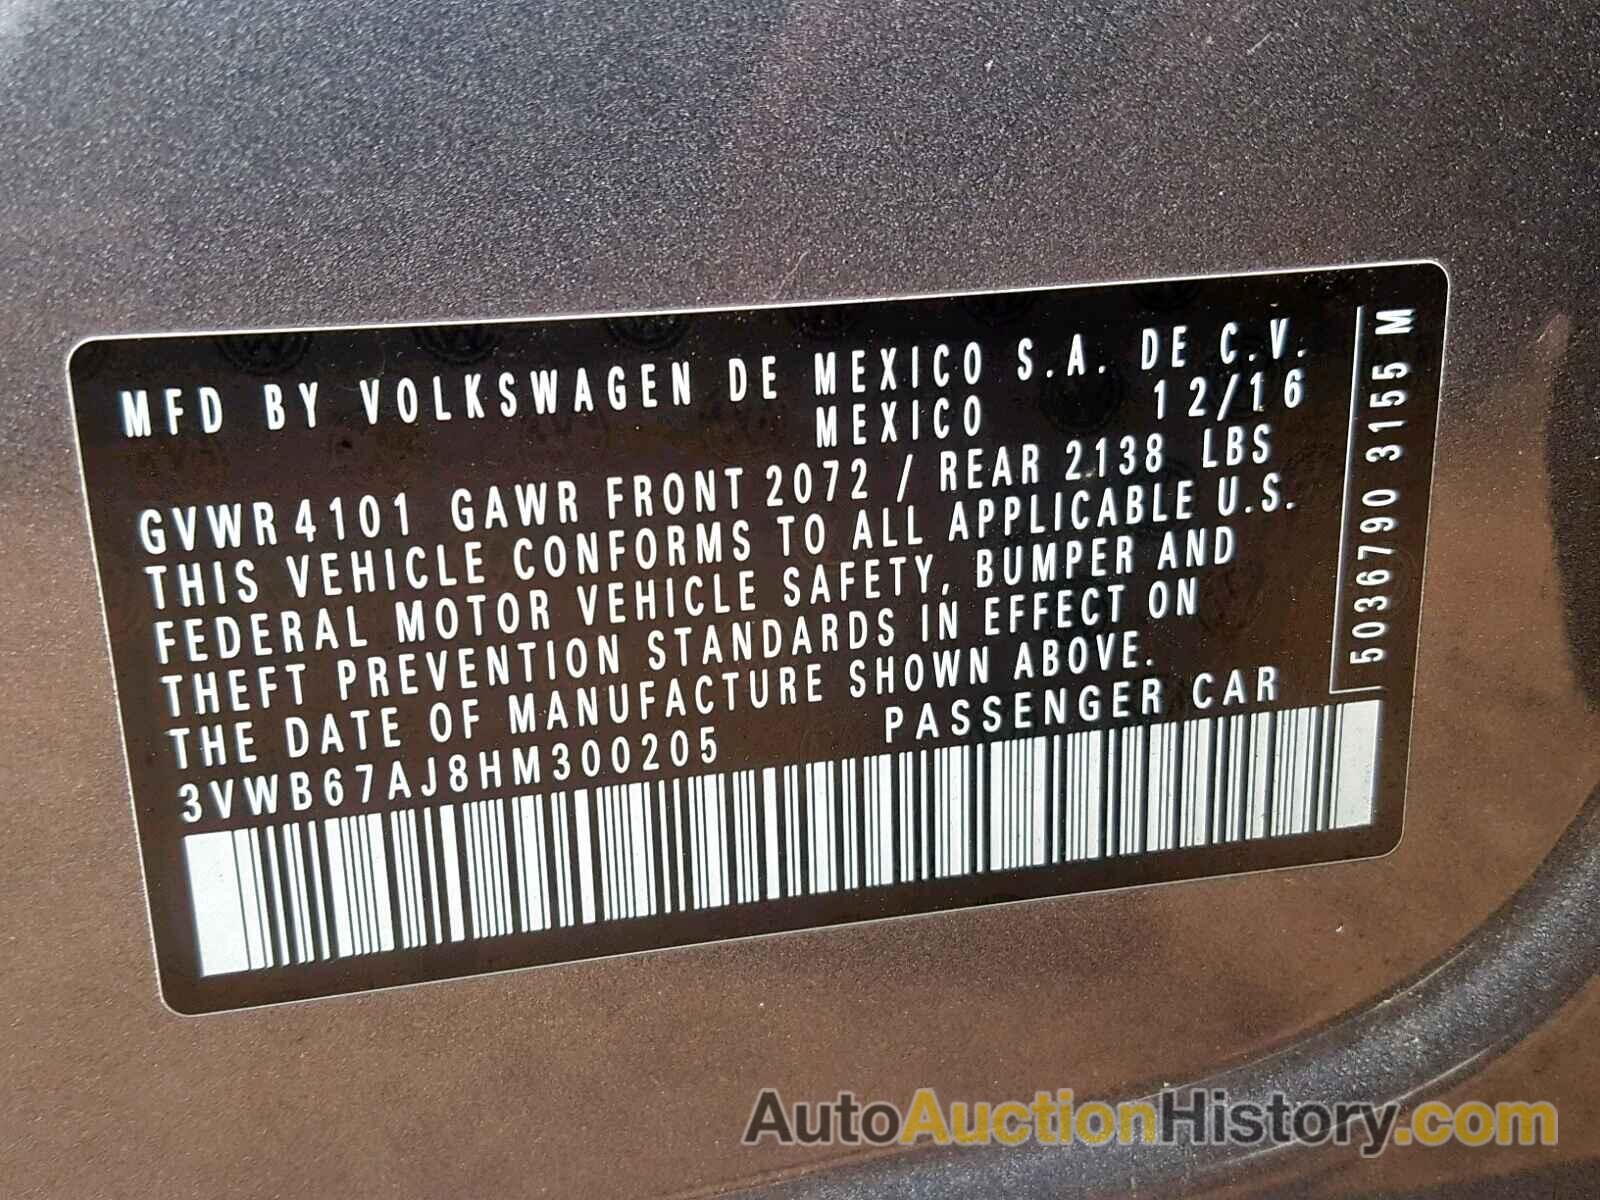 MFD BY VOLKSWAGEN DE MEXICO S.A. DE C.V.
MEXICO 12/16
GVWR 4101 GAWR FRONT 2072 / REAR 2138 LBS
THIS VEHICLE CONFORMS TO ALL APPLICABLE U.S.
FEDERAL MOTOR VEHICLE SAFETY, BUMPER AND
THEFT PREVENTION STANDARDS IN EFFECT ON
THE DATE OF MANUFACTURE SHOWN ABOVE.
3VWB67AJ8HM300205 PASSENGER CAR
5036790 3155 M
AutoAuctionHistory.com